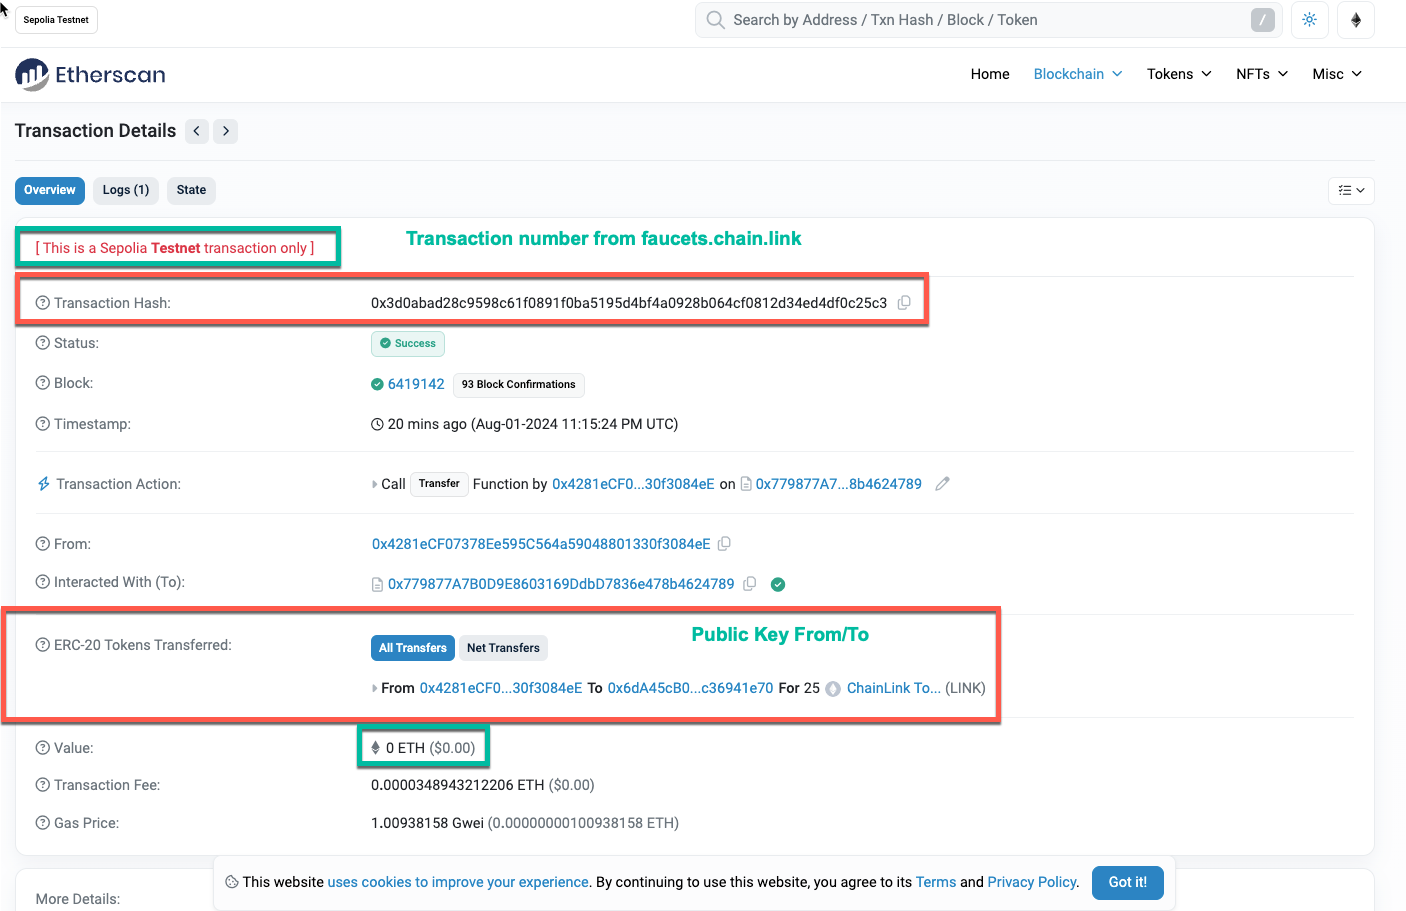 Sepolia Testnet
Search by Address / Txn Hash / Block / Token
/
Etherscan
Home Blockchain Tokens NFTs Misc
Transaction Details
Overview Logs (1) State
[ This is a Sepolia Testnet transaction only ]
Transaction number from faucets.chain.link
Transaction Hash: 0x3d0abad28c9598c61f0891f0ba5195d4bf4a0928b064cf0812d34ed4df0c25c3
Status: Success
Block: 6419142 93 Block Confirmations
Timestamp: 20 mins ago (Aug-01-2024 11:15:24 PM UTC)
Transaction Action: Call Transfer Function by 0x4281eCF0...30f3084eE on 0x779877A7...8b4624789
From: 0x4281eCF07378Ee595C564a59048801330f3084eE
Interacted With (To): 0x779877A7B0D9E8603169DdbD7836e478b4624789
Public Key From/To
ERC-20 Tokens Transferred: All Transfers Net Transfers
From 0x4281eCF0...30f3084eE To 0x6dA45cB0...c36941e70 For 25 ChainLink To... (LINK)
Value: 0 ETH ($0.00)
Transaction Fee: 0.0000348943212206 ETH ($0.00)
Gas Price: 1.00938158 Gwei (0.00000000100938158 ETH)
This website uses cookies to improve your experience. By continuing to use this website, you agree to its Terms and Privacy Policy. Got it!
More Details: